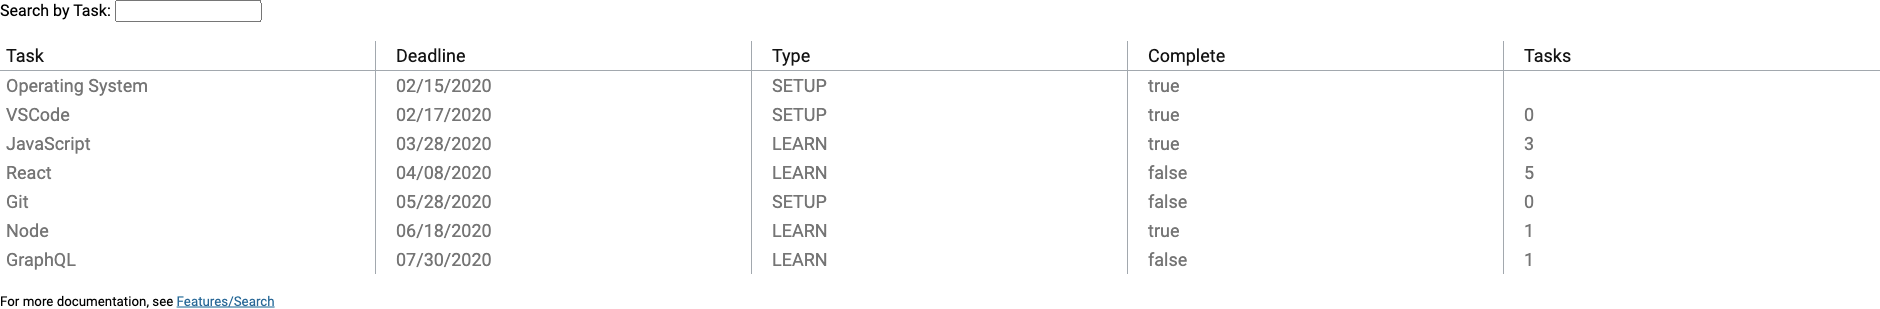 Search by Task:
Task Deadline Type Complete Tasks
Operating System 02/15/2020 SETUP true
VSCode 02/17/2020 SETUP true 0
JavaScript 03/28/2020 LEARN true 3
React 04/08/2020 LEARN false 5
Git 05/28/2020 SETUP false 0
Node 06/18/2020 LEARN true 1
GraphQL 07/30/2020 LEARN false 1
For more documentation, see Features/Search